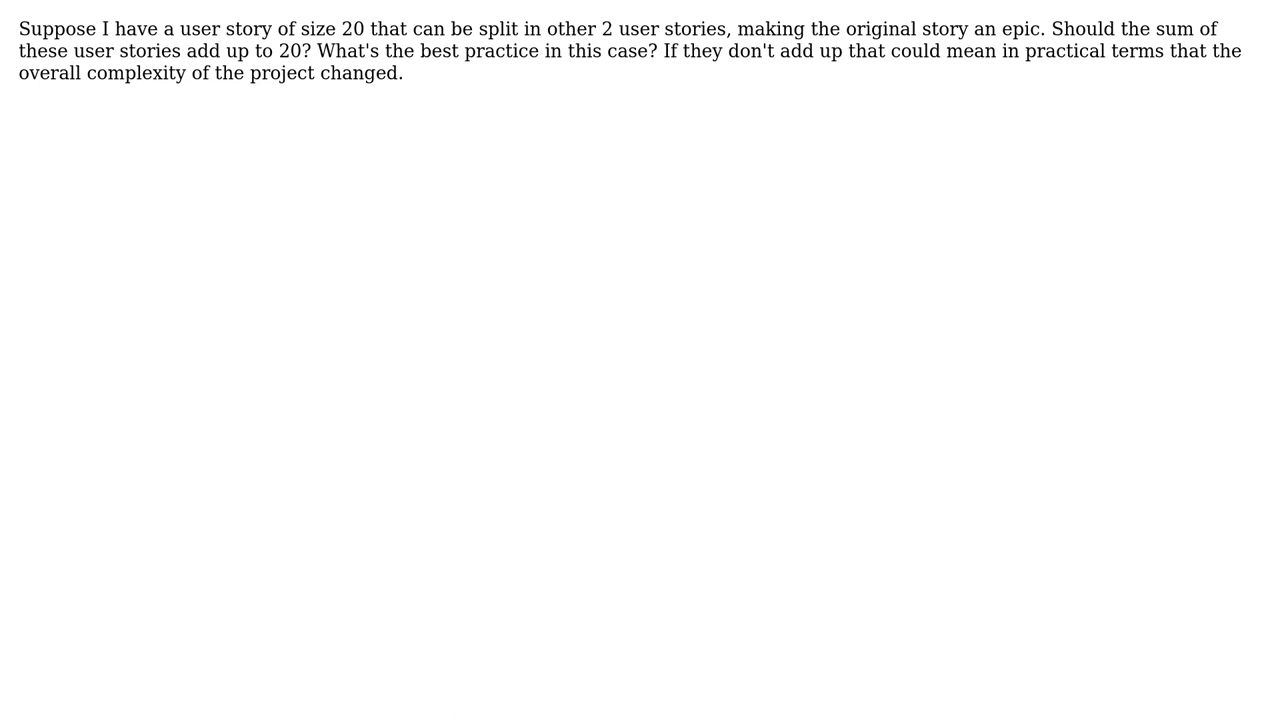 Suppose I have a user story of size 20 that can be split in other 2 user stories, making the original story an epic. Should the sum of
these user stories add up to 20? What's the best practice in this case? If they don't add up that could mean in practical terms that the
overall complexity of the project changed.